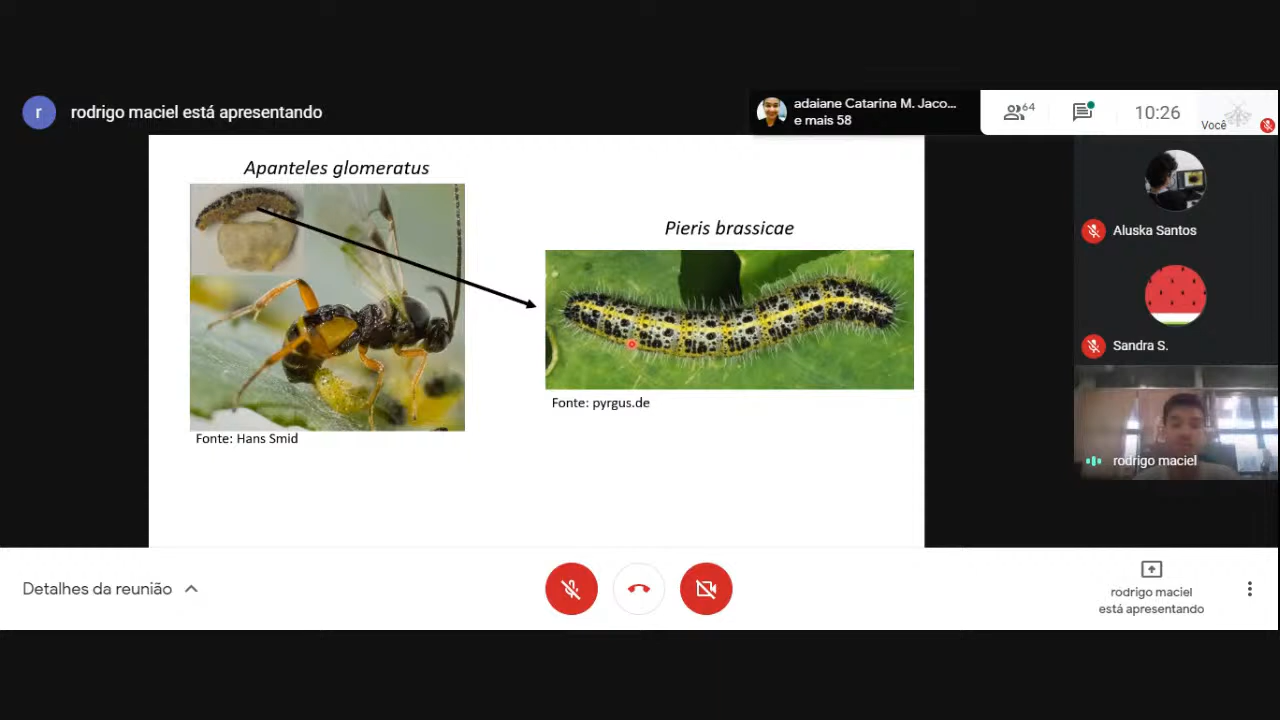 r
rodrigo maciel está apresentando
adaiane Catarina M. Jaco...
e mais 58
64
10:26
Você
Apanteles glomeratus
Pieris brassicae
Fonte: pyrgus.de
Fonte: Hans Smid
Aluska Santos
Sandra S.
rodrigo maciel
Detalhes da reunião
rodrigo maciel
está apresentando